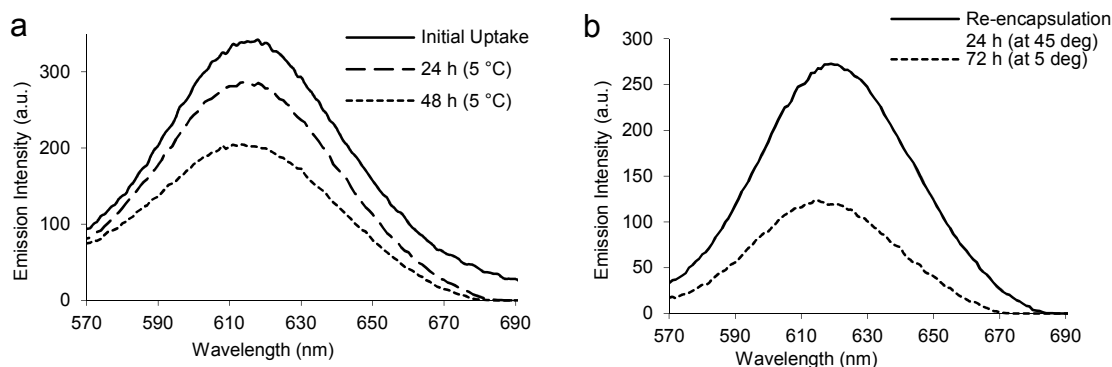 a
Initial Uptake
24 h (5 °C)
48 h (5 °C)
Emission Intensity (a.u.)
300
200
100
0
570 590 610 630 650 670 690
Wavelength (nm)
b
Re-encapsulation
24 h (at 45 deg)
72 h (at 5 deg)
Emission Intensity (a.u.)
300
250
200
150
100
50
0
570 590 610 630 650 670 690
Wavelength (nm)